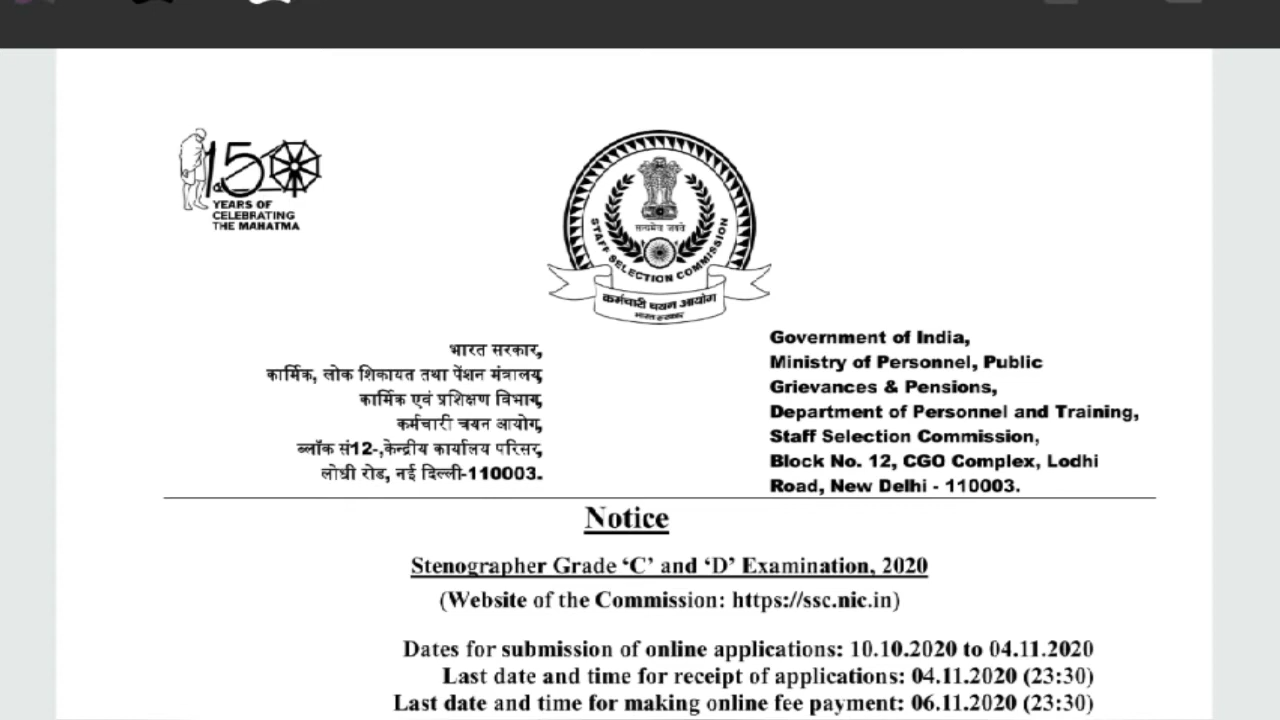 150
YEARS OF
CELEBRATING
THE MAHATMA
सत्यमेव जयते
STAFF SELECTION COMMISSION
कर्मचारी चयन आयोग
भारत सरकार
भारत सरकार,
कार्मिक, लोक शिकायत तथा पेंशन मंत्रालय,
कार्मिक एवं प्रशिक्षण विभाग,
कर्मचारी चयन आयोग,
ब्लॉक सं12-,केन्द्रीय कार्यालय परिसर,
लोधी रोड, नई दिल्ली-110003.
Government of India,
Ministry of Personnel, Public
Grievances & Pensions,
Department of Personnel and Training,
Staff Selection Commission,
Block No. 12, CGO Complex, Lodhi
Road, New Delhi - 110003.
Notice
Stenographer Grade ‘C’ and ‘D’ Examination, 2020
(Website of the Commission: https://ssc.nic.in)
Dates for submission of online applications: 10.10.2020 to 04.11.2020
Last date and time for receipt of applications: 04.11.2020 (23:30)
Last date and time for making online fee payment: 06.11.2020 (23:30)